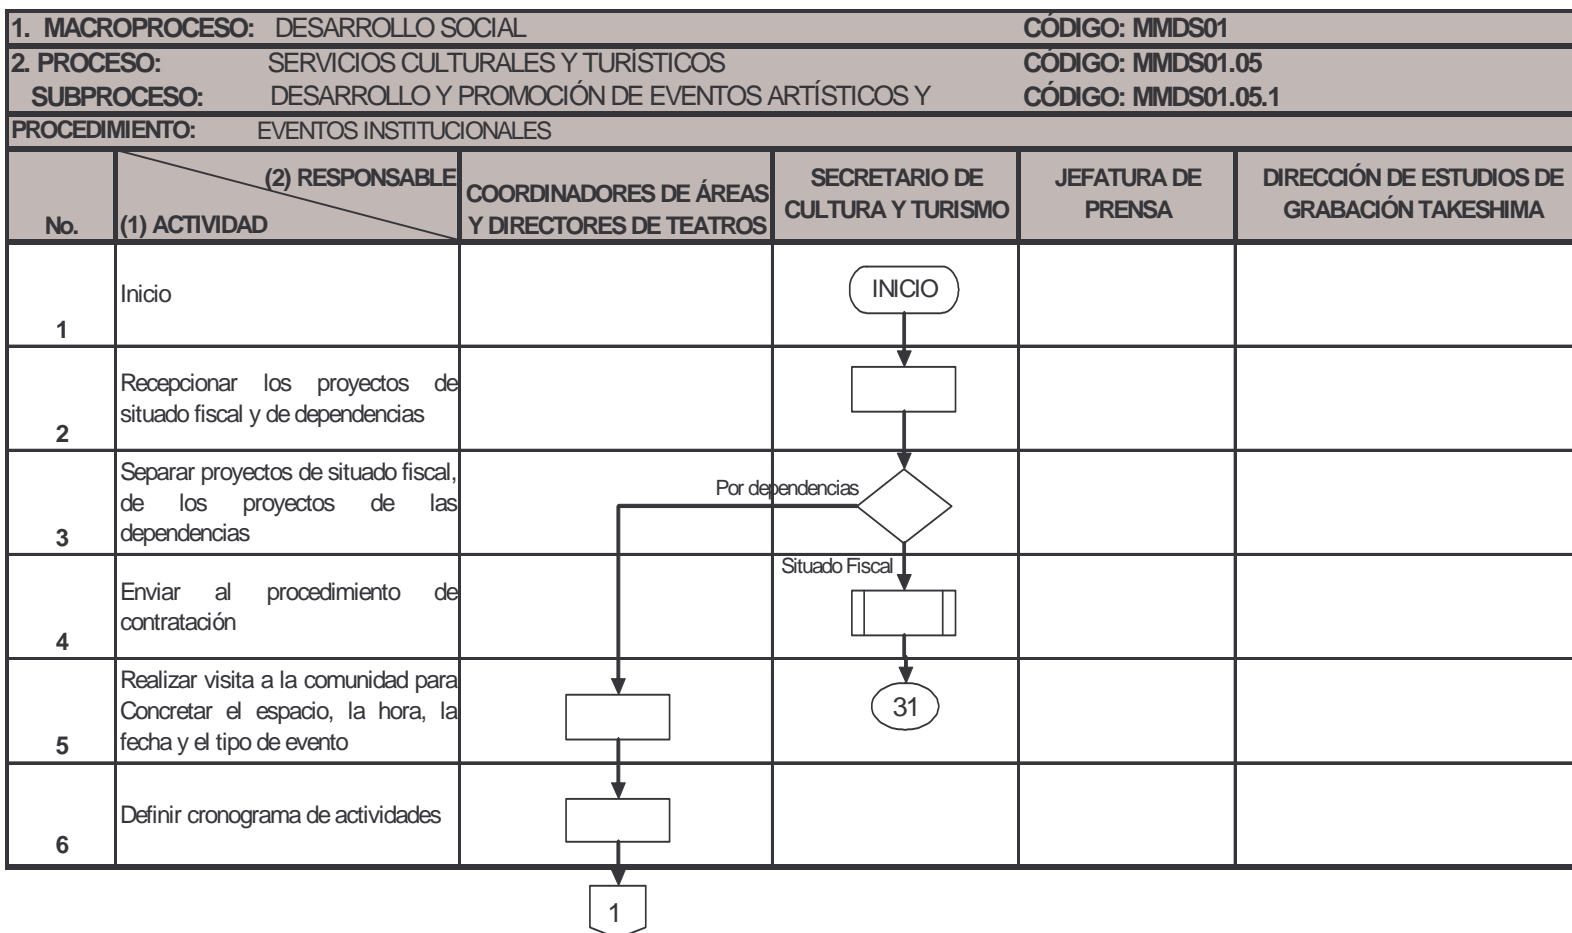 1. MACROPROCESO: DESARROLLO SOCIAL CÓDIGO: MMDS01
2. PROCESO: SERVICIOS CULTURALES Y TURÍSTICOS CÓDIGO: MMDS01.05
SUBPROCESO: DESARROLLO Y PROMOCIÓN DE EVENTOS ARTÍSTICOS Y CÓDIGO: MMDS01.05.1
PROCEDIMIENTO: EVENTOS INSTITUCIONALES
No.
(2) RESPONSABLE
(1) ACTIVIDAD
COORDINADORES DE ÁREAS
Y DIRECTORES DE TEATROS
SECRETARIO DE
CULTURA Y TURISMO
JEFATURA DE
PRENSA
DIRECCIÓN DE ESTUDIOS DE
GRABACIÓN TAKESHIMA
1
Inicio
INICIO
2
Recepcionar los proyectos de
situado fiscal y de dependencias
3
Separar proyectos de situado fiscal,
de los proyectos de las
dependencias
Por dependencias
4
Enviar al procedimiento de
contratación
Situado Fiscal
5
Realizar visita a la comunidad para
Concretar el espacio, la hora, la
fecha y el tipo de evento
31
6
Definir cronograma de actividades
1